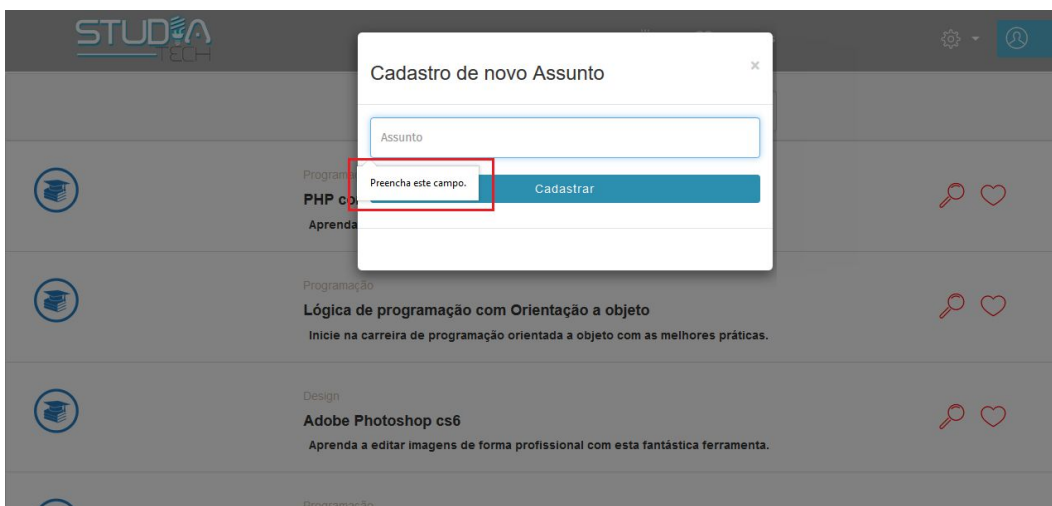 STUDIA
TECH
Cadastro de novo Assunto
×
Assunto
Preencha este campo.
Cadastrar
PHP
Aprenda
Programação
Lógica de programação com Orientação a objeto
Inicie na carreira de programação orientada a objeto com as melhores práticas.
Design
Adobe Photoshop cs6
Aprenda a editar imagens de forma profissional com esta fantástica ferramenta.
Programação